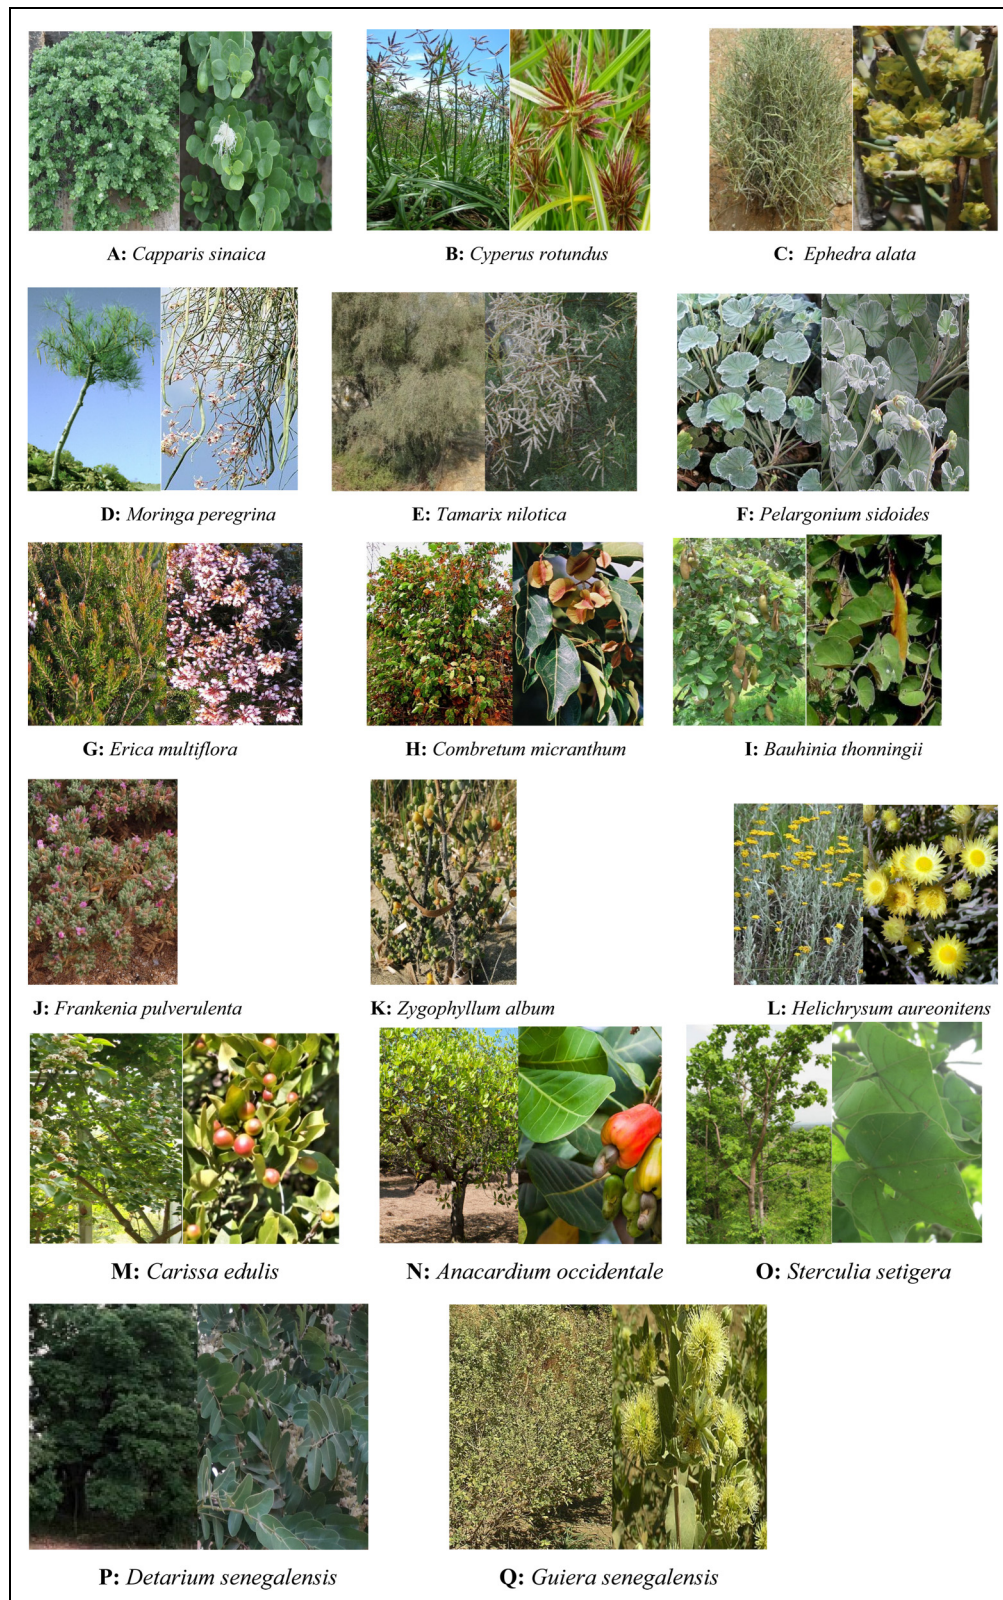 A: Capparis sinaica
B: Cyperus rotundus
C: Ephedra alata
D: Moringa peregrina
E: Tamarix nilotica
F: Pelargonium sidoides
G: Erica multiflora
H: Combretum micranthum
I: Bauhinia thonningii
J: Frankenia pulverulenta
K: Zygophyllum album
L: Helichrysum aureonitens
M: Carissa edulis
N: Anacardium occidentale
O: Sterculia setigera
P: Detarium senegalensis
Q: Guiera senegalensis